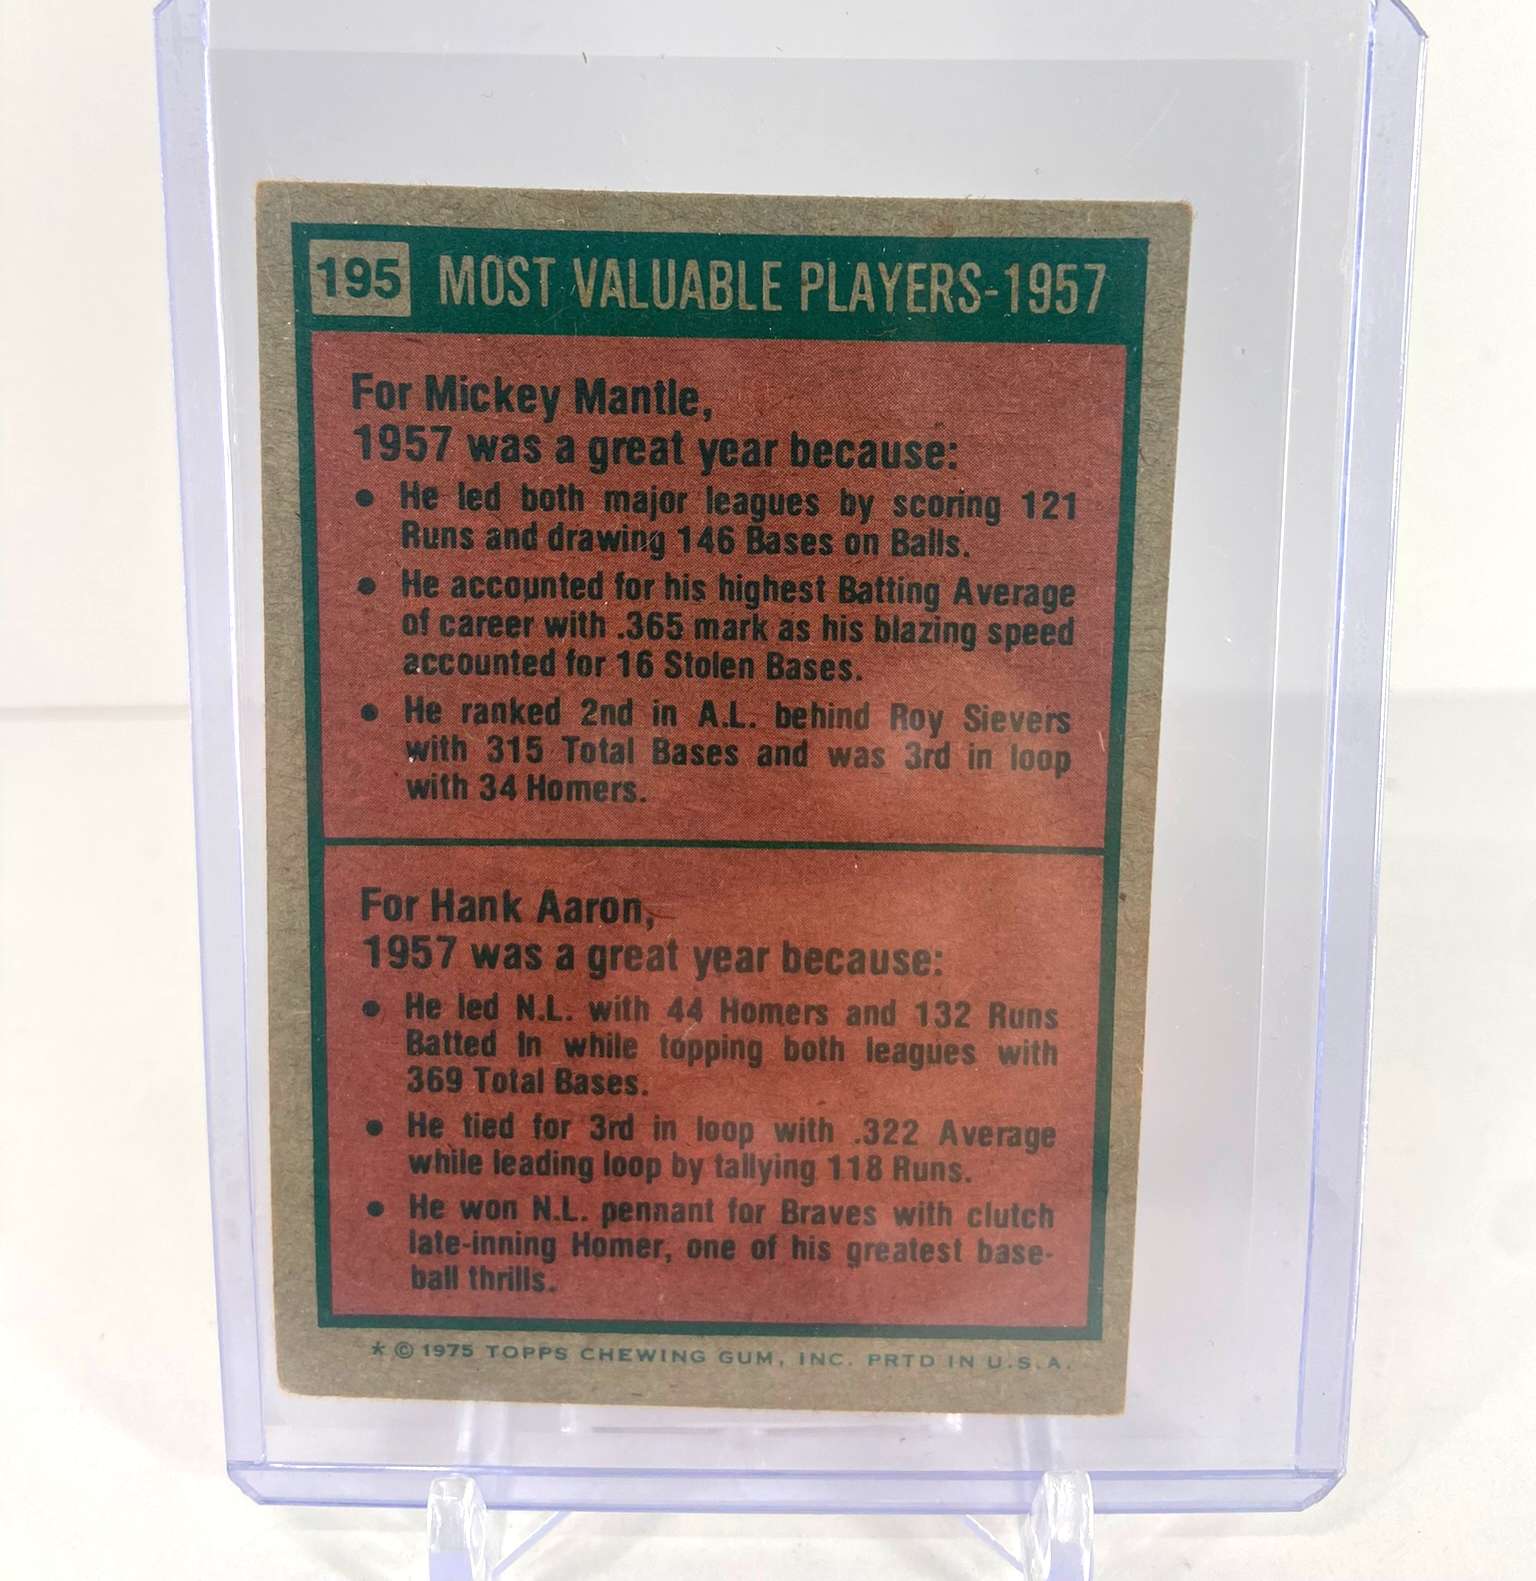 195 MOST VALUABLE PLAYERS-1957
For Mickey Mantle,
1957 was a great year because:
● He led both major leagues by scoring 121
Runs and drawing 146 Bases on Balls.
● He accounted for his highest Batting Average
of career with .365 mark as his blazing speed
accounted for 16 Stolen Bases.
● He ranked 2nd in A.L. behind Roy Sievers
with 315 Total Bases and was 3rd in loop
with 34 Homers.
For Hank Aaron,
1957 was a great year because:
● He led N.L. with 44 Homers and 132 Runs
Batted In while topping both leagues with
369 Total Bases.
● He tied for 3rd in loop with .322 Average
while leading loop by tallying 118 Runs.
● He won N.L. pennant for Braves with clutch
late-inning Homer, one of his greatest base-
ball thrills.
* © 1975 TOPPS CHEWING GUM, INC. PRTD IN U.S.A.